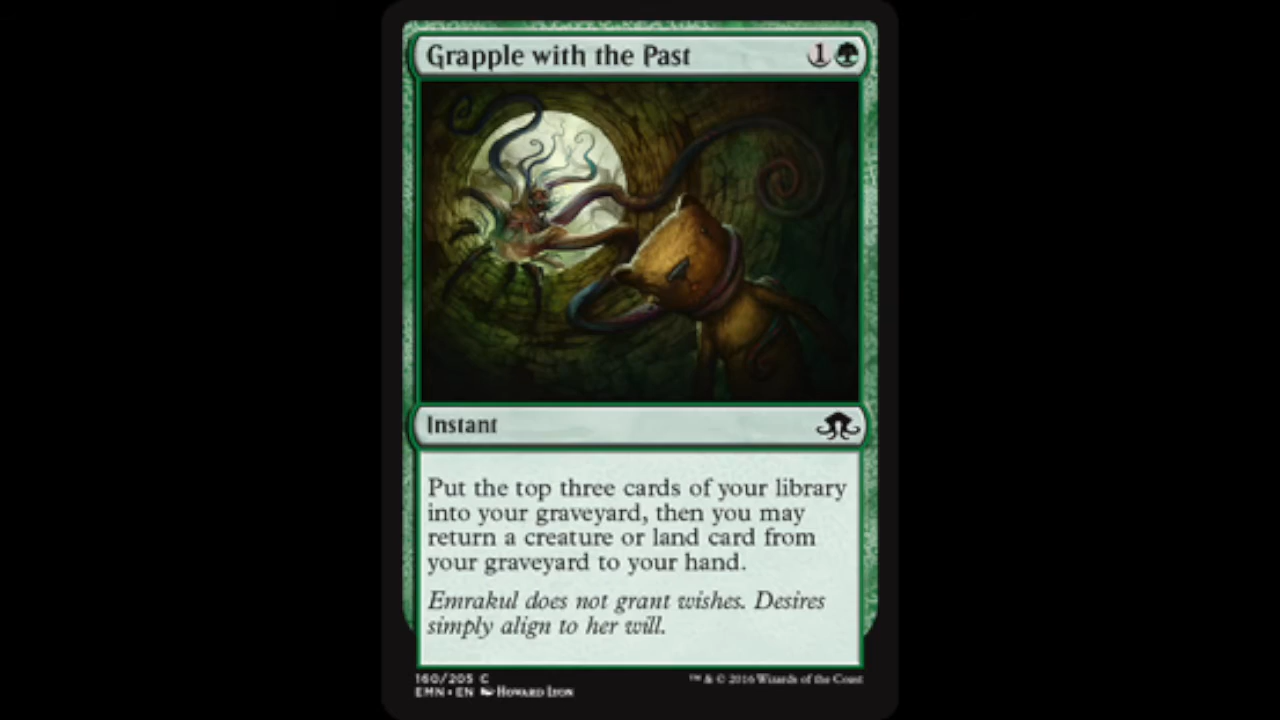 Grapple with the Past 1
Instant
Put the top three cards of your library
into your graveyard, then you may
return a creature or land card from
your graveyard to your hand.
Emrakul does not grant wishes. Desires
simply align to her will.
160/205 C
™ & © 2016 Wizards of the Coast
EMN • EN Howard Lyon